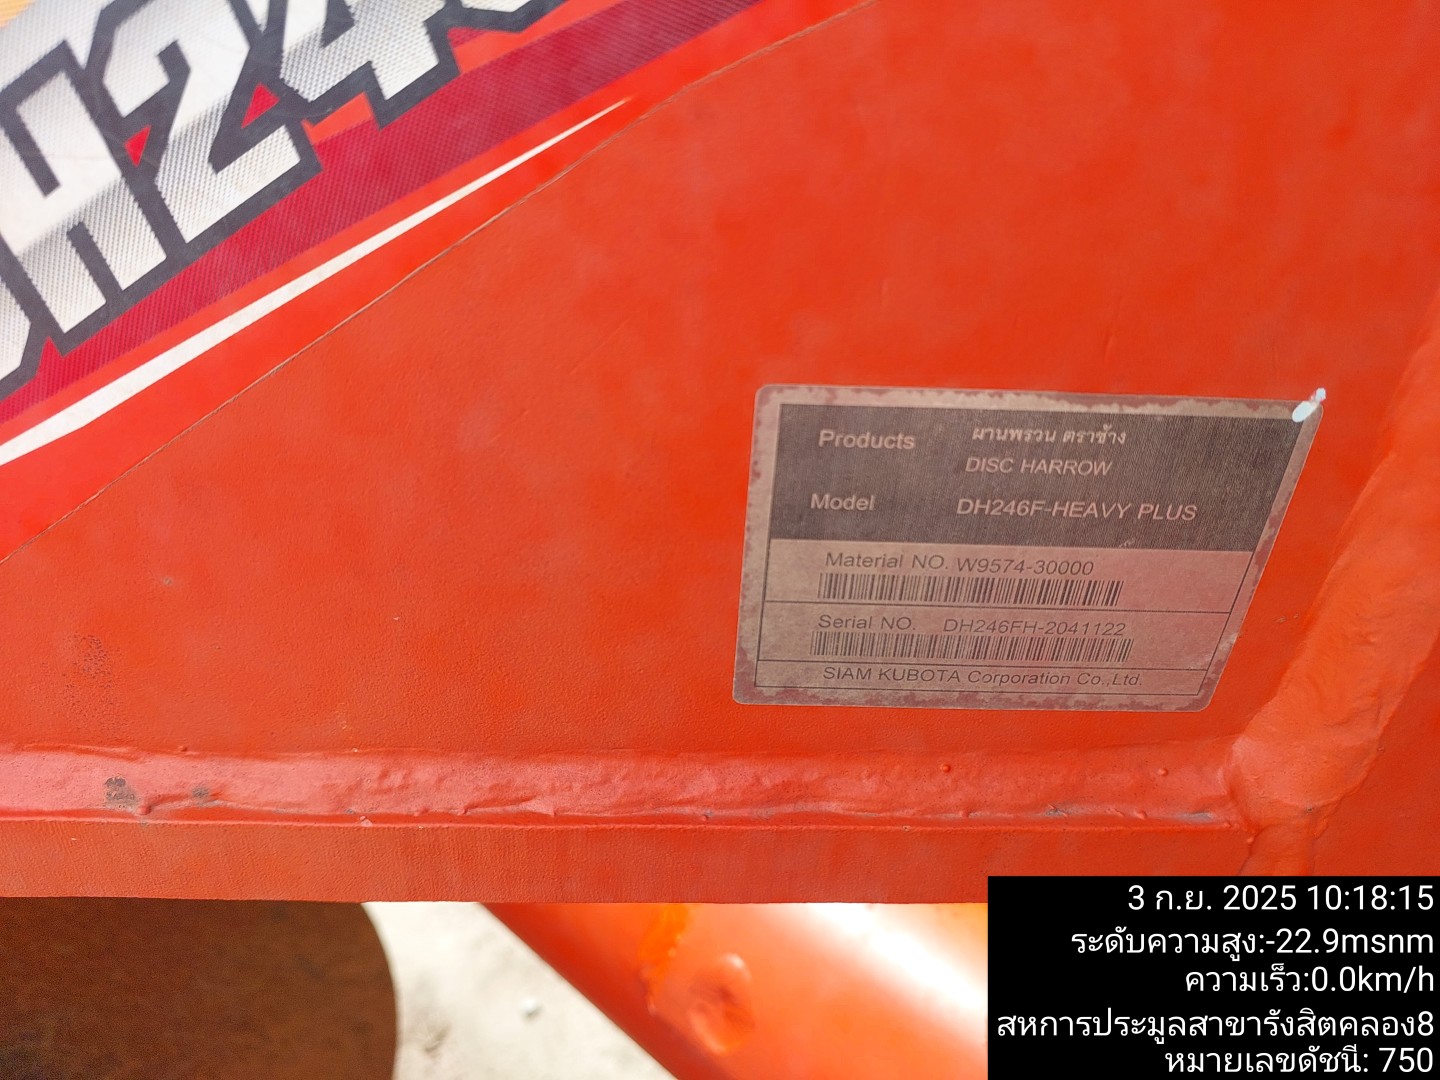 DH24
Products ผานพรวน ตราช้าง
DISC HARROW
Model DH246F-HEAVY PLUS
Material NO. W9574-30000
Serial NO. DH246FH-2041122
SIAM KUBOTA Corporation Co.,Ltd.
3 ก.ย. 2025 10:18:15
ระดับความสูง:-22.9msnm
ความเร็ว:0.0km/h
สหการประมูลสาขารังสิตคลอง8
หมายเลขดัชนี: 750